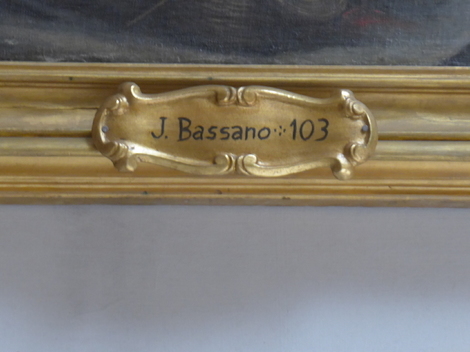 J. Bassano ⁘ 103